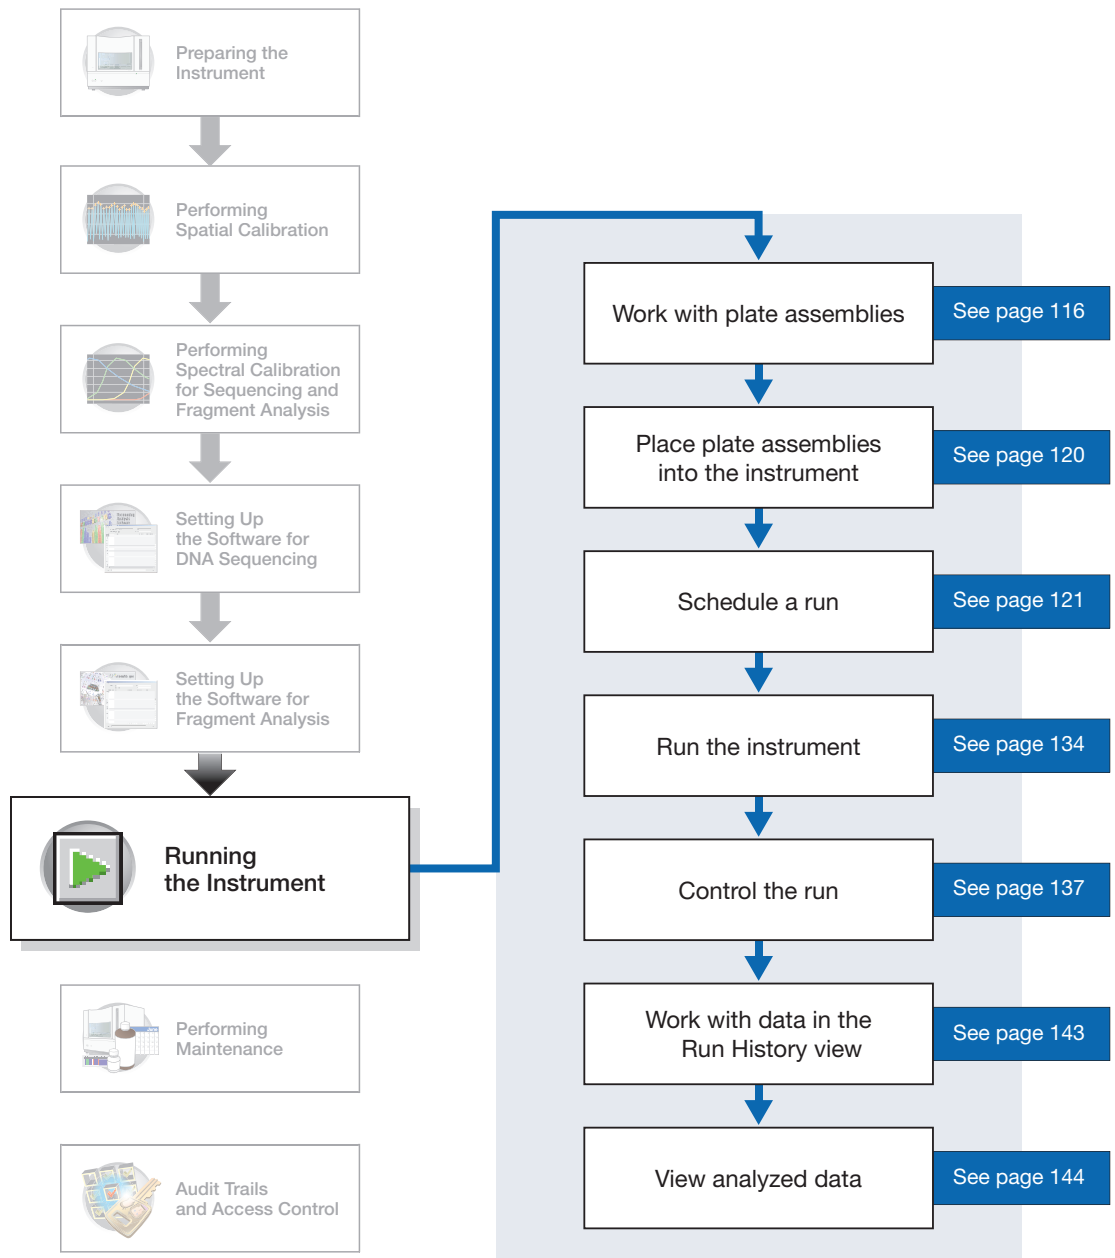 Preparing the
Instrument
Performing
Spatial Calibration
Performing
Spectral Calibration
for Sequencing and
Fragment Analysis
Setting Up
the Software for
DNA Sequencing
Setting Up
the Software for
Fragment Analysis
Running
the Instrument
Performing
Maintenance
Audit Trails
and Access Control
Work with plate assemblies
See page 116
Place plate assemblies
into the instrument
See page 120
Schedule a run
See page 121
Run the instrument
See page 134
Control the run
See page 137
Work with data in the
Run History view
See page 143
View analyzed data
See page 144